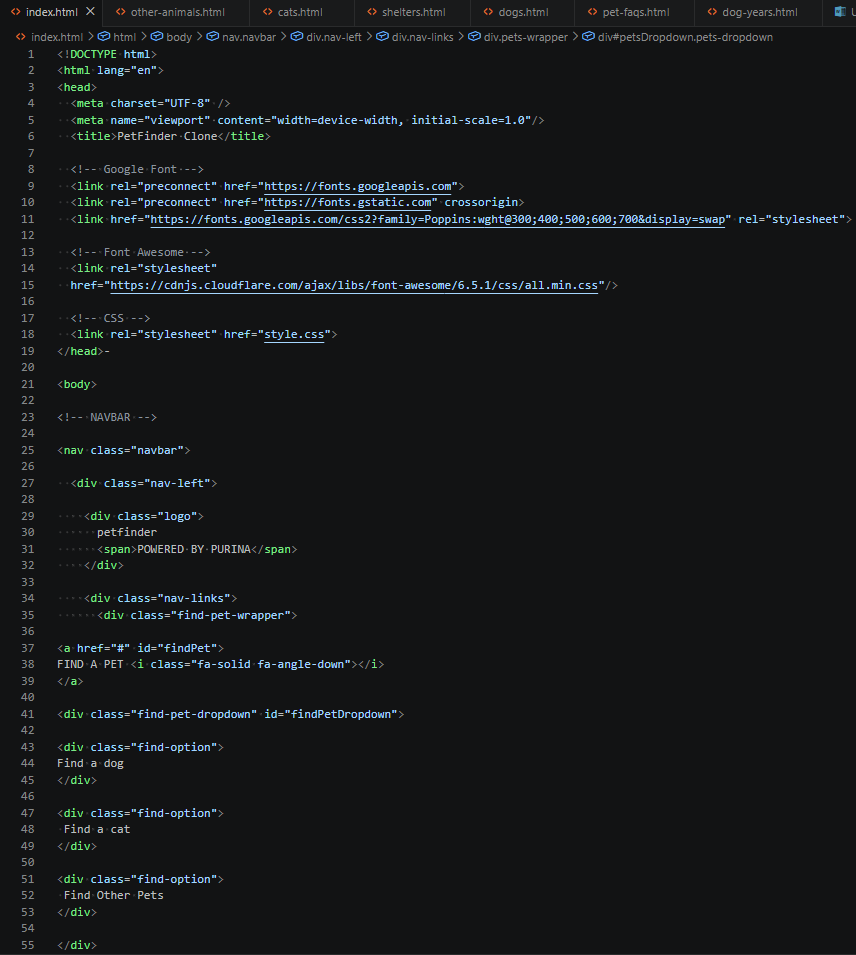 index.html other-animals.html cats.html shelters.html dogs.html pet-faqs.html dog-years.html
index.html > html > body > nav.navbar > div.nav-left > div.nav-links > div.pets-wrapper > div#petsDropdown.pets-dropdown
1 <!DOCTYPE html>
2 <html lang="en">
3 <head>
4 <meta charset="UTF-8" />
5 <meta name="viewport" content="width=device-width, initial-scale=1.0"/>
6 <title>PetFinder Clone</title>
7
8 <!-- Google Font -->
9 <link rel="preconnect" href="https://fonts.googleapis.com">
10 <link rel="preconnect" href="https://fonts.gstatic.com" crossorigin>
11 <link href="https://fonts.googleapis.com/css2?family=Poppins:wght@300;400;500;600;700&display=swap" rel="stylesheet">
12
13 <!-- Font Awesome -->
14 <link rel="stylesheet"
15 href="https://cdnjs.cloudflare.com/ajax/libs/font-awesome/6.5.1/css/all.min.css"/>
16
17 <!-- CSS -->
18 <link rel="stylesheet" href="style.css">
19 </head>-
20
21 <body>
22
23 <!-- NAVBAR -->
24
25 <nav class="navbar">
26
27 <div class="nav-left">
28
29 <div class="logo">
30 petfinder
31 <span>POWERED BY PURINA</span>
32 </div>
33
34 <div class="nav-links">
35 <div class="find-pet-wrapper">
36
37 <a href="#" id="findPet">
38 FIND A PET <i class="fa-solid fa-angle-down"></i>
39 </a>
40
41 <div class="find-pet-dropdown" id="findPetDropdown">
42
43 <div class="find-option">
44 Find a dog
45 </div>
46
47 <div class="find-option">
48 Find a cat
49 </div>
50
51 <div class="find-option">
52 Find Other Pets
53 </div>
54
55 </div>